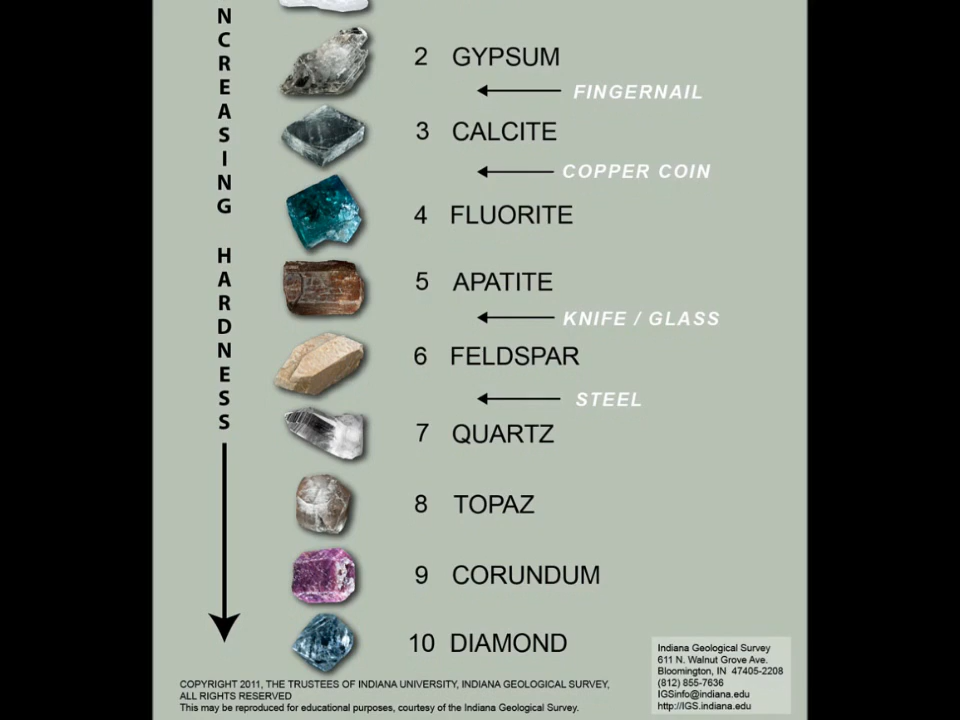 NCREASING HARDNESS
2 GYPSUM
FINGERNAIL
3 CALCITE
COPPER COIN
4 FLUORITE
5 APATITE
KNIFE / GLASS
6 FELDSPAR
STEEL
7 QUARTZ
8 TOPAZ
9 CORUNDUM
10 DIAMOND
Indiana Geological Survey
611 N. Walnut Grove Ave.
Bloomington, IN 47405-2208
(812) 855-7636
IGSinfo@indiana.edu
http://IGS.indiana.edu
COPYRIGHT 2011, THE TRUSTEES OF INDIANA UNIVERSITY, INDIANA GEOLOGICAL SURVEY,
ALL RIGHTS RESERVED
This may be reproduced for educational purposes, courtesy of the Indiana Geological Survey.